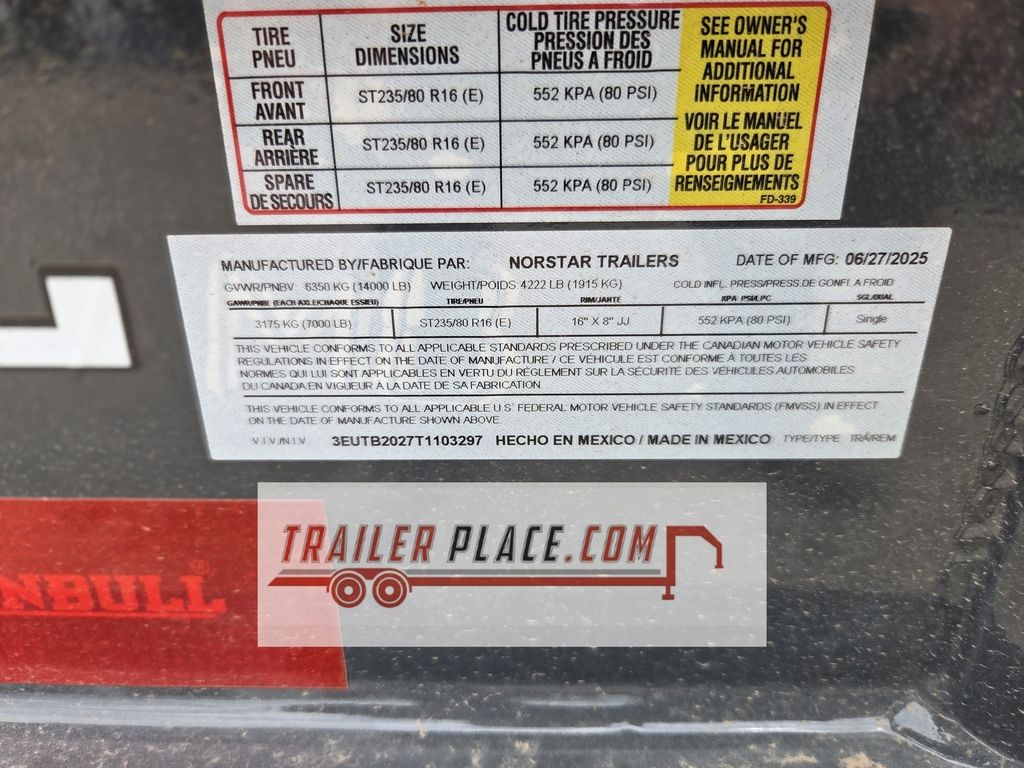 TIRE PNEU SIZE DIMENSIONS COLD TIRE PRESSURE PRESSION DES PNEUS A FROID
FRONT AVANT ST235/80 R16 (E) 552 KPA (80 PSI)
REAR ARRIÈRE ST235/80 R16 (E) 552 KPA (80 PSI)
SPARE DE SECOURS ST235/80 R16 (E) 552 KPA (80 PSI)
SEE OWNER'S
MANUAL FOR
ADDITIONAL
INFORMATION
VOIR LE MANUEL
DE L'USAGER
POUR PLUS DE
RENSEIGNEMENTS
FD-339
MANUFACTURED BY/FABRIQUE PAR: NORSTAR TRAILERS DATE OF MFG: 06/27/2025
GVWR/PNBV 6350 KG (14000 LB) WEIGHT/POIDS: 4222 LB (1915 KG) COLD INFL. PRESS/PRESS.DE GONFL A FROID
GAWR/PNBE (EACH AXLE/CHAQUE ESSIEU) TIRE/PNEU RIM/JANTE KPA PSI/LPC SGL/DUAL
3175 KG (7000 LB) ST235/80 R16 (E) 16" X 8" JJ 552 KPA (80 PSI) Single
THIS VEHICLE CONFORMS TO ALL APPLICABLE STANDARDS PRESCRIBED UNDER THE CANADIAN MOTOR VEHICLE SAFETY
REGULATIONS IN EFFECT ON THE DATE OF MANUFACTURE / CE VÉHICULE EST CONFORME À TOUTES LES
NORMES QUI LUI SONT APPLICABLES EN VERTU DU RÈGLEMENT SUR LA SÉCURITÉ DES VÉHICULES AUTOMOBILES
DU CANADA EN VIGUEUR À LA DATE DE SA FABRICATION
THIS VEHICLE CONFORMS TO ALL APPLICABLE U.S. FEDERAL MOTOR VEHICLE SAFETY STANDARDS (FMVSS) IN EFFECT
ON THE DATE OF MANUFACTURE SHOWN ABOVE.
V.I.V./N.I.V 3EUTB2027T1103297 HECHO EN MEXICO / MADE IN MEXICO TYPE/TYPE TRA/REM
TRAILER PLACE.COM
NBULL®